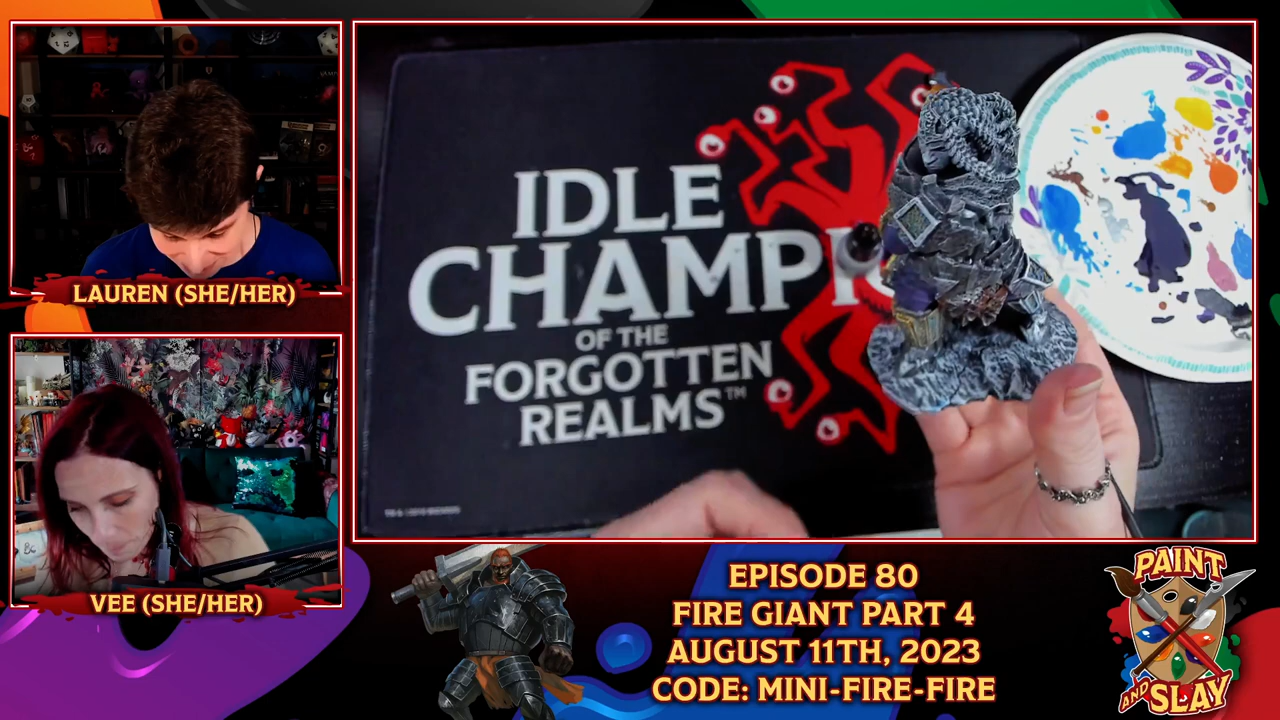 LAUREN (SHE/HER)
VEE (SHE/HER)
IDLE
CHAMPI
OF THE
FORGOTTEN
REALMS™
EPISODE 80
FIRE GIANT PART 4
AUGUST 11TH, 2023
CODE: MINI-FIRE-FIRE
PAINT
AND SLAY